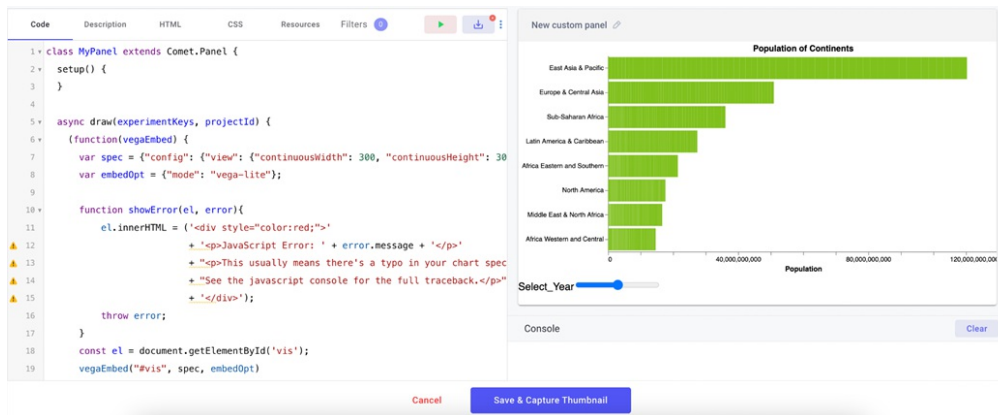 Code Description HTML CSS Resources Filters 0
1 class MyPanel extends Comet.Panel {
2 setup() {
3 }
4
5 async draw(experimentKeys, projectId) {
6 (function(vegaEmbed) {
7 var spec = {"config": {"view": {"continuousWidth": 300, "continuousHeight": 30
8 var embedOpt = {"mode": "vega-lite"};
9
10 function showError(el, error){
11 el.innerHTML = ('<div style="color:red;">'
12 + '<p>JavaScript Error: ' + error.message + '</p>'
13 + "<p>This usually means there's a typo in your chart spec
14 + "See the javascript console for the full traceback.</p>"
15 + '</div>');
16 throw error;
17 }
18 const el = document.getElementById('vis');
19 vegaEmbed("#vis", spec, embedOpt)
New custom panel
Population of Continents
East Asia & Pacific
Europe & Central Asia
Sub-Saharan Africa
Latin America & Caribbean
Africa Eastern and Southern
North America
Middle East & North Africa
Africa Western and Central
0 40,000,000,000 80,000,000,000 120,000,000,000
Population
Select_Year
Console Clear
Cancel Save & Capture Thumbnail